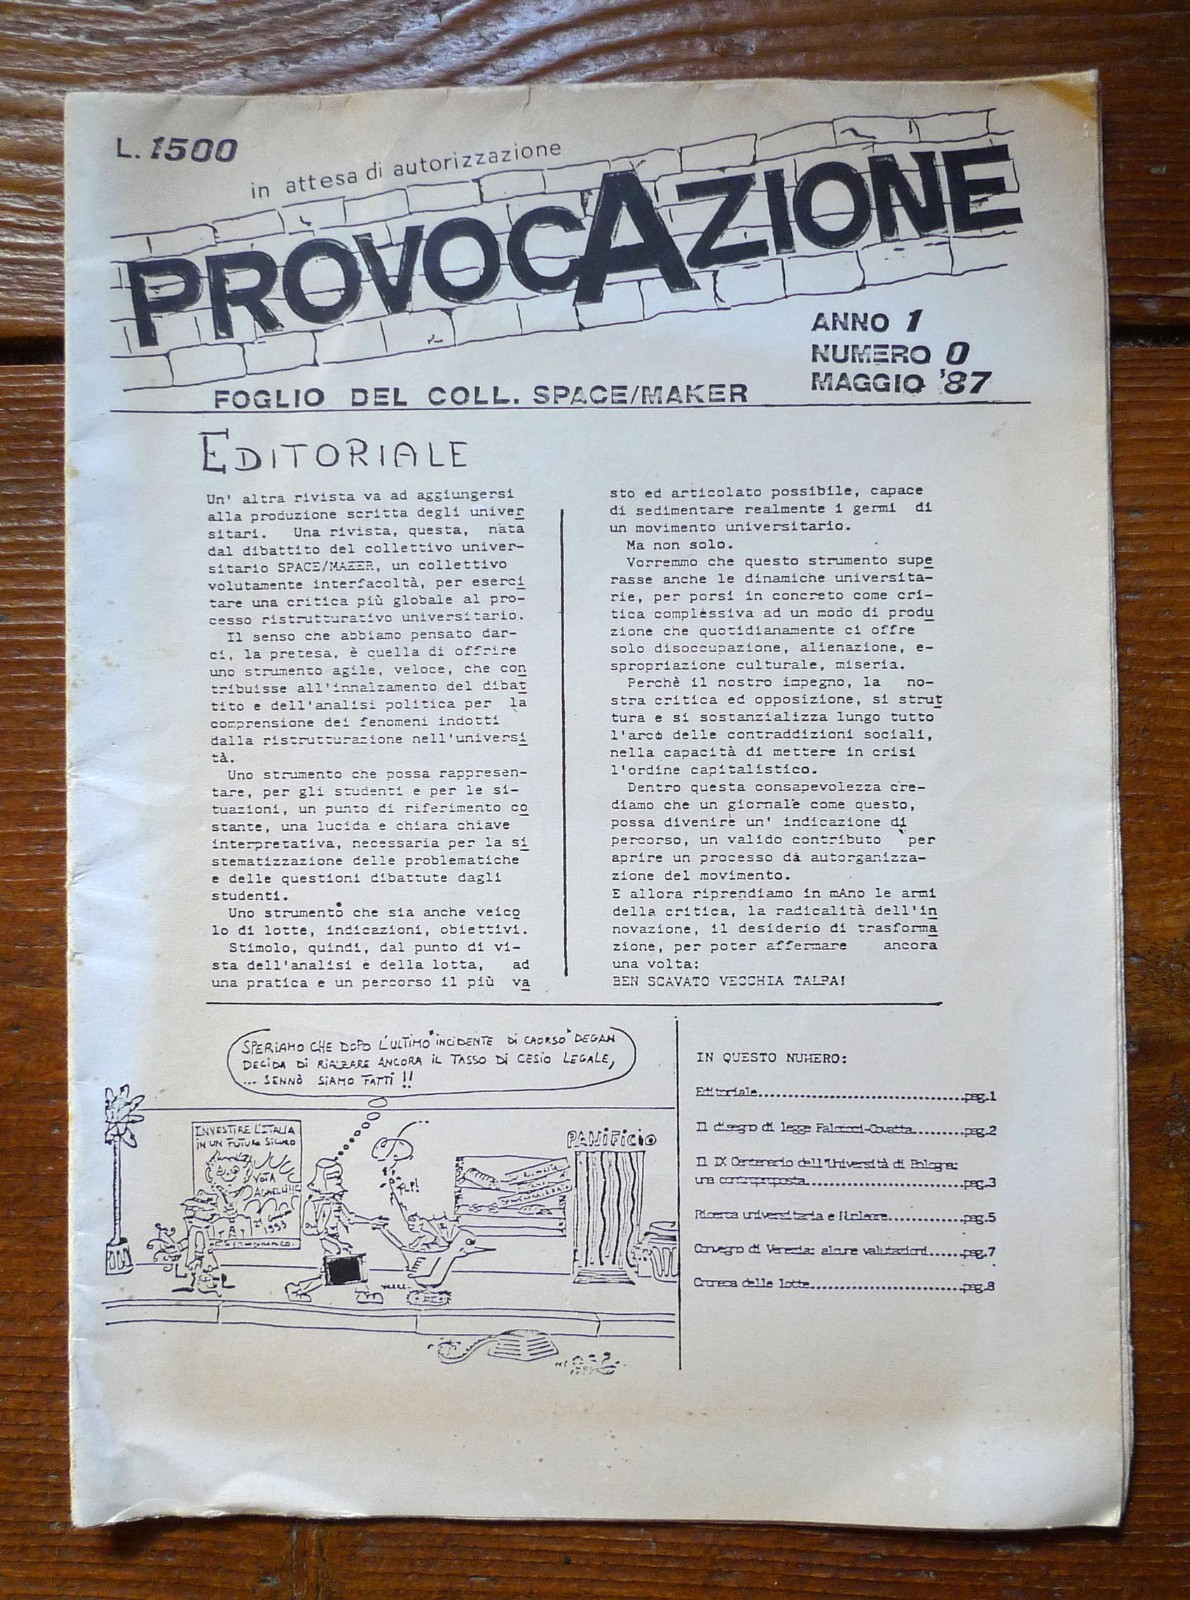 L. 1500
in attesa di autorizzazione
PROVOCAZIONE
ANNO 1
NUMERO 0
MAGGIO '87
FOGLIO DEL COLL. SPACE/MAKER
EDITORIALE
Un' altra rivista va ad aggiungersi
alla produzione scritta degli univer
sitari. Una rivista, questa, nata
dal dibattito del collettivo univer-
sitario SPACE/MAKER, un collettivo
volutamente interfacoltà, per eserci
tare una critica più globale al pro-
cesso ristrutturativo universitario.
Il senso che abbiamo pensato dar-
ci, la pretesa, è quella di offrire
uno strumento agile, veloce, che con
tribuisse all'innalzamento del dibat
tito e dell'analisi politica per la
comprensione dei fenomeni indotti
dalla ristrutturazione nell'universi
tà.
Uno strumento che possa rappresen-
tare, per gli studenti e per le si-
tuazioni, un punto di riferimento co
stante, una lucida e chiara chiave
interpretativa, necessaria per la si
stematizzazione delle problematiche
e delle questioni dibattute dagli
studenti.
Uno strumento che sia anche veico
lo di lotte, indicazioni, obiettivi.
Stimolo, quindi, dal punto di vi-
sta dell'analisi e della lotta, ad
una pratica e un percorso il più va
sto ed articolato possibile, capace
di sedimentare realmente i germi di
un movimento universitario.
Ma non solo.
Vorremmo che questo strumento supe
rasse anche le dinamiche universita-
rie, per porsi in concreto come cri-
tica complessiva ad un modo di produ
zione che quotidianamente ci offre
solo disoccupazione, alienazione, e-
spropriazione culturale, miseria.
Perchè il nostro impegno, la no-
stra critica ed opposizione, si strut
tura e si sostanzializza lungo tutto
l'arco delle contraddizioni sociali,
nella capacità di mettere in crisi
l'ordine capitalistico.
Dentro questa consapevolezza cre-
diamo che un giornale come questo,
possa divenire un' indicazione di
percorso, un valido contributo per
aprire un processo dà autorganizza-
zione del movimento.
E allora riprendiamo in mAno le armi
della critica, la radicalità dell'in
novazione, il desiderio di trasforma
zione, per poter affermare ancora
una volta:
BEN SCAVATO VECCHIA TALPA!
SPERIAMO CHE DOPO L'ULTIMO "INCIDENTE DI CAORSO" DEGAN
DECIDA DI RIALZARE ANCORA IL TASSO DI CESIO LEGALE,
... SENNÒ SIAMO FATTI!!
INVESTIRE L'ITALIA
IN UN FUTURO SICURO
VOTA
AGNELLI
PANIFICIO
IN QUESTO NUMERO:
Editoriale.......................pag.1
Il disegno di legge Falcucci-Covatta.......pag.2
Il IX Centenario dell'Università di Bologna:
una controproposta.......................pag.3
Ricerca universitaria e nucleare...........pag.5
Convegno di Venezia: alcune valutazioni......pag.7
Cronaca delle lotte.......................pag.8